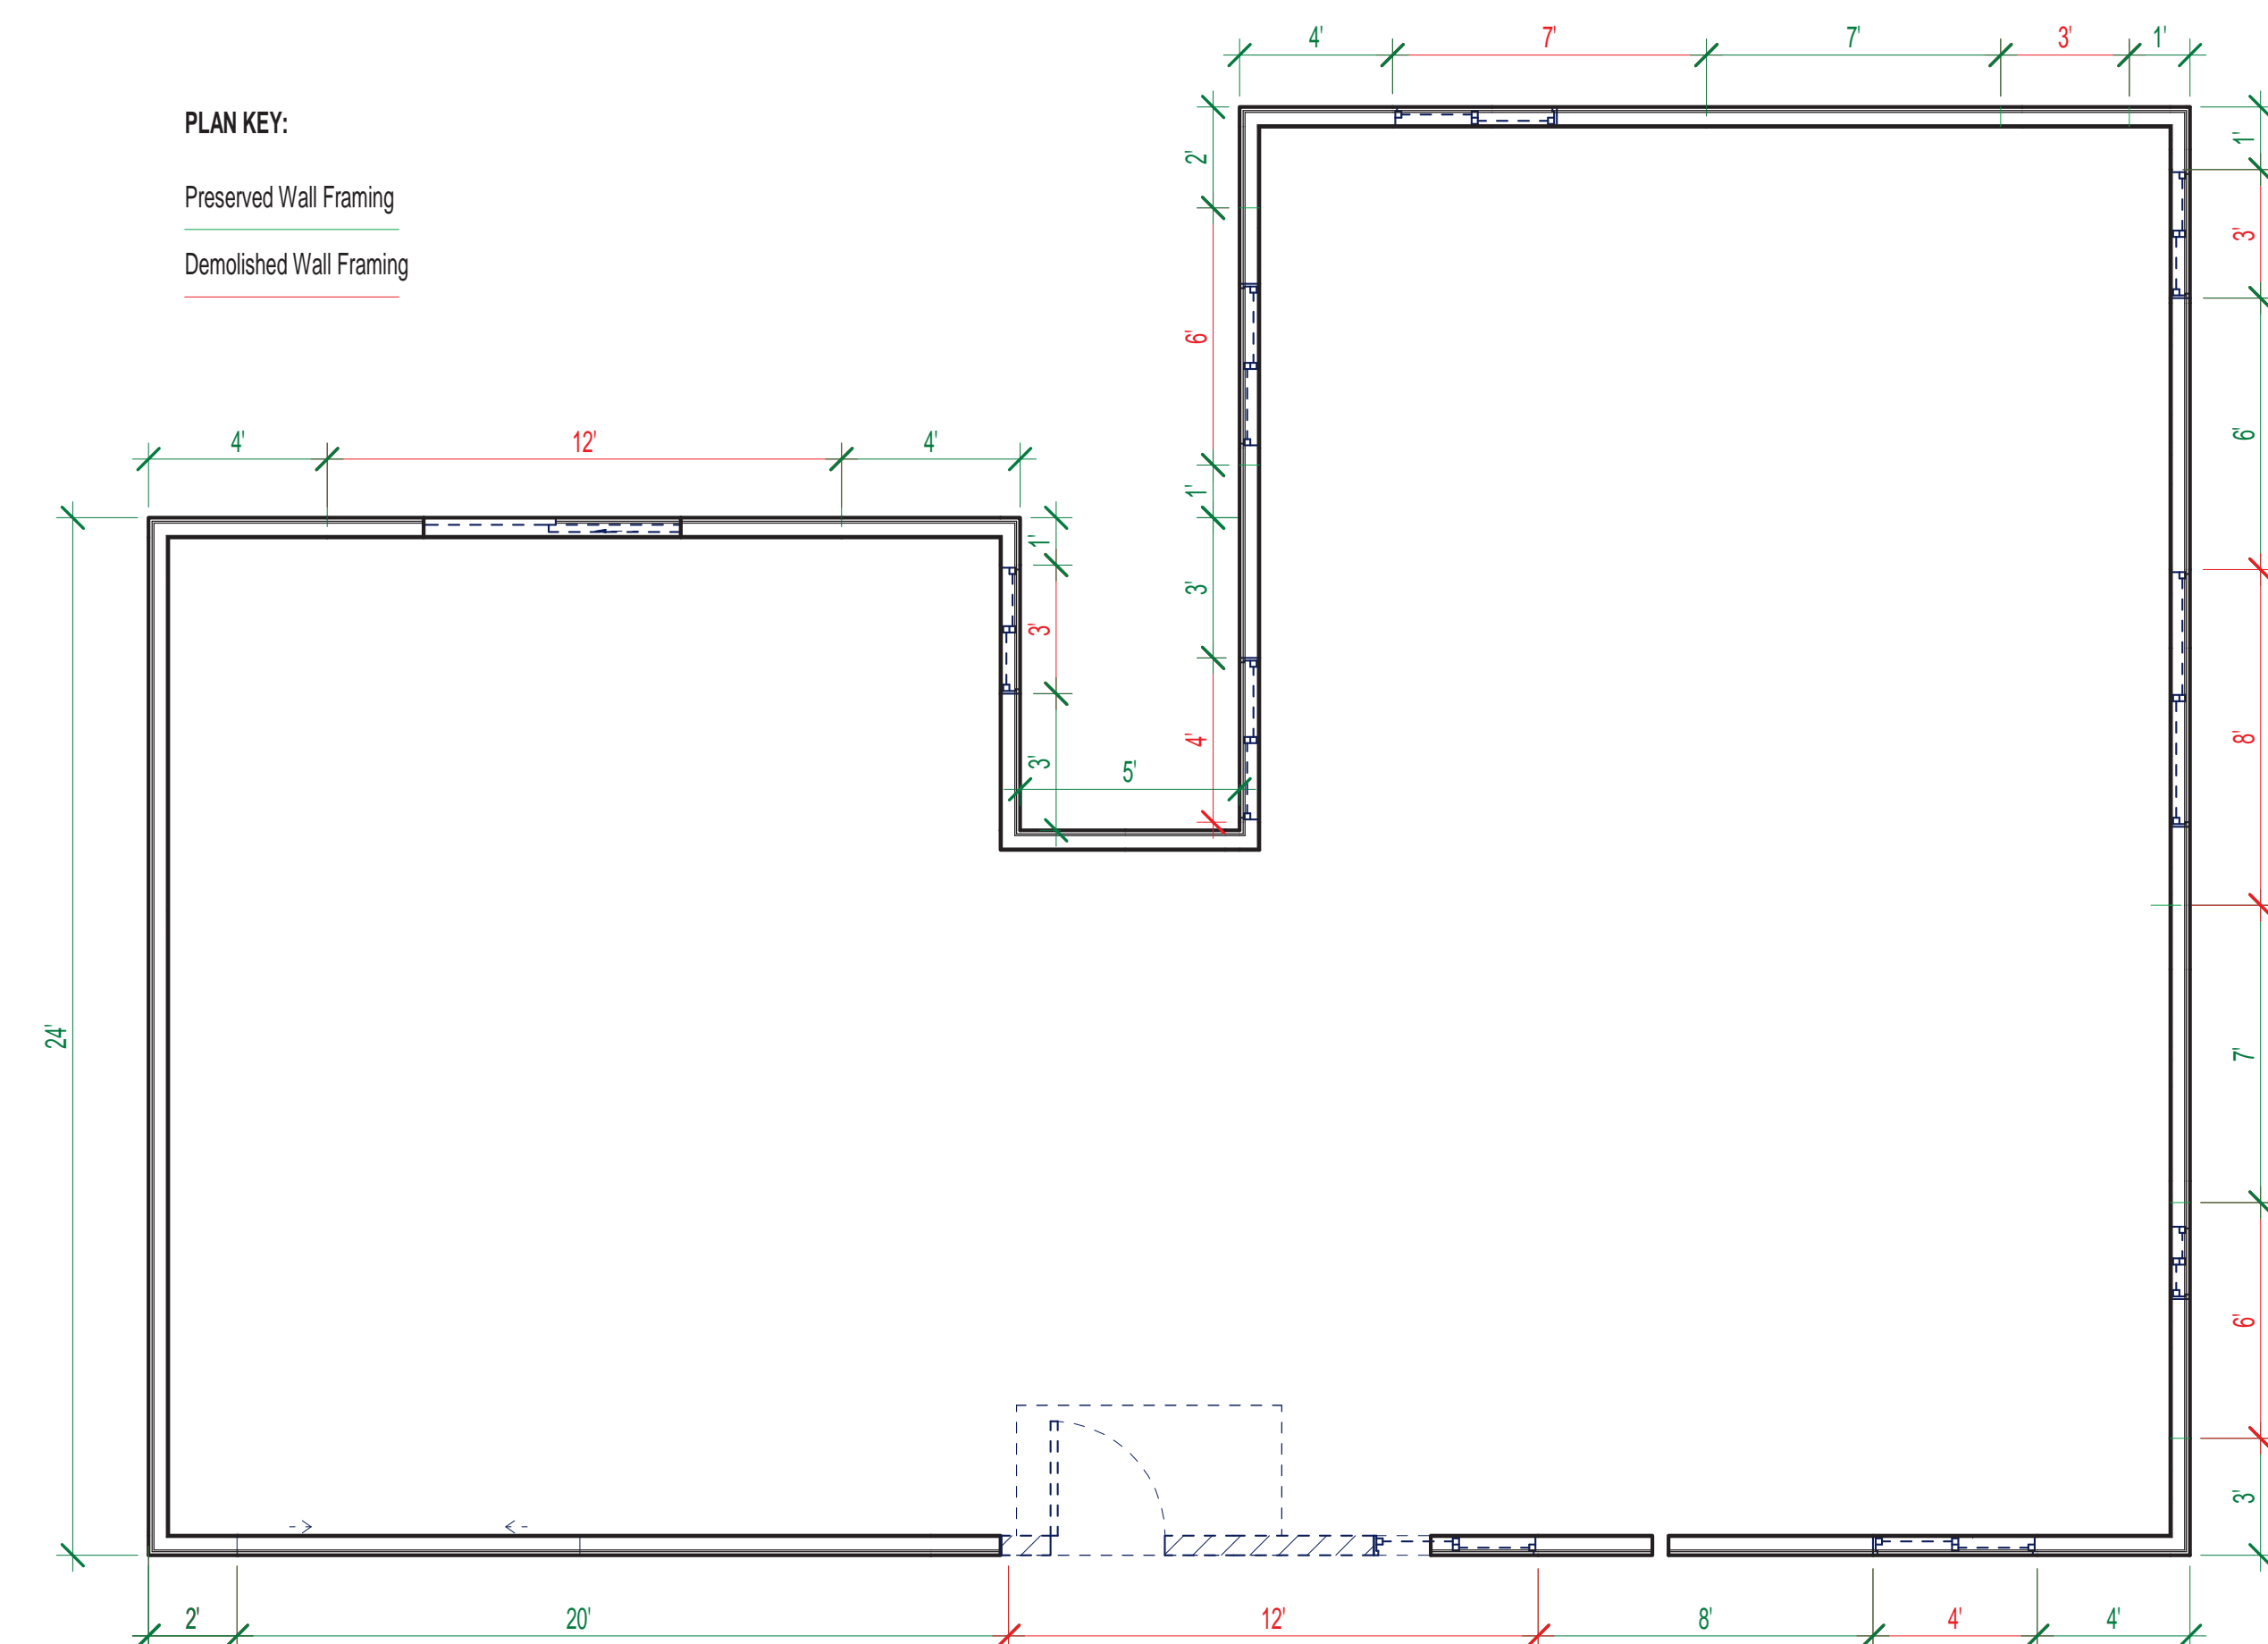 4' 7' 7' 3' 1'
PLAN KEY:
Preserved Wall Framing
Demolished Wall Framing
2'
6'
1'
3'
4'
4' 12' 4'
1'
3'
3'
5'
24'
1'
3'
6'
8'
7'
6'
3'
2' 20' 12' 8' 4' 4'